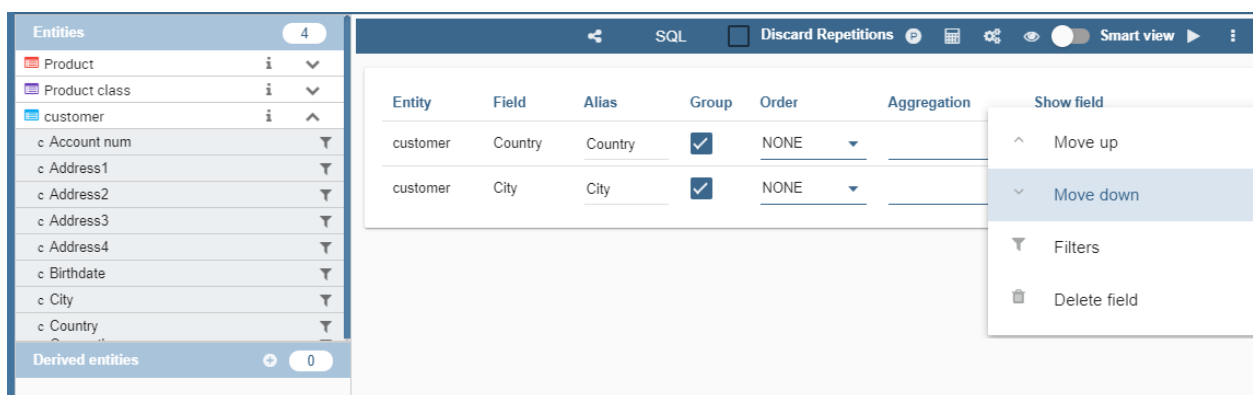 Entities 4
SQL Discard Repetitions P Smart view
Product i
Product class i
customer i
c Account num
c Address1
c Address2
c Address3
c Address4
c Birthdate
c City
c Country
Derived entities 0
Entity Field Alias Group Order Aggregation Show field
customer Country Country NONE
customer City City NONE
Move up
Move down
Filters
Delete field